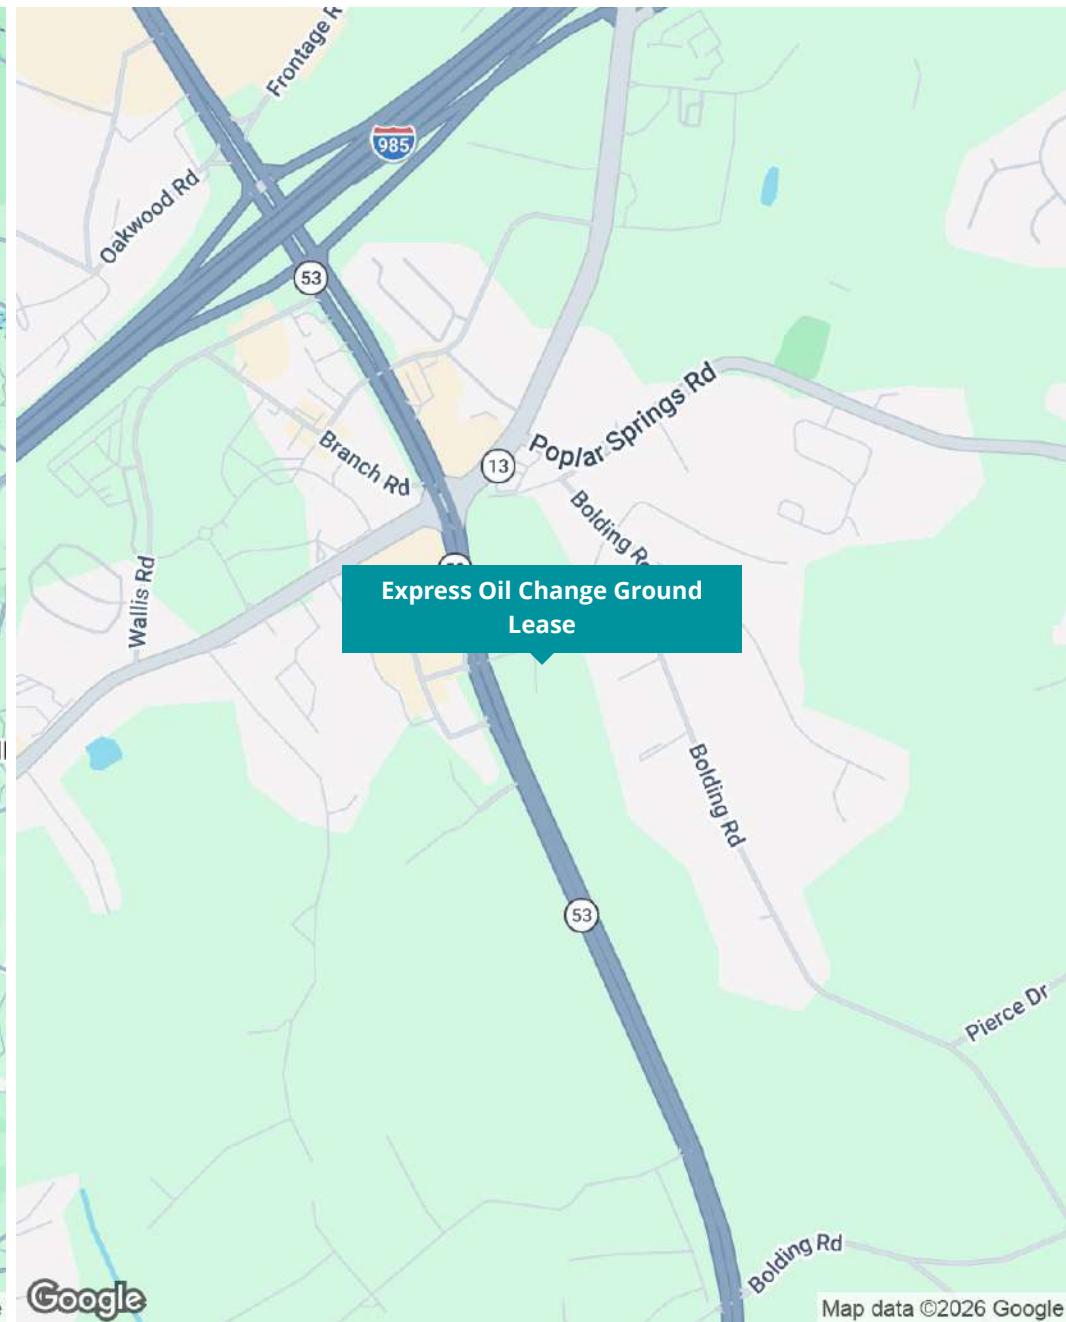 Frontage R
985
Oakwood Rd
53
Poplar Springs Rd
13
Branch Rd
Bolding R
Wallis Rd
Express Oil Change Ground
Lease
Bolding Rd
53
Pierce Dr
Bolding Rd
Google
Map data ©2026 Google